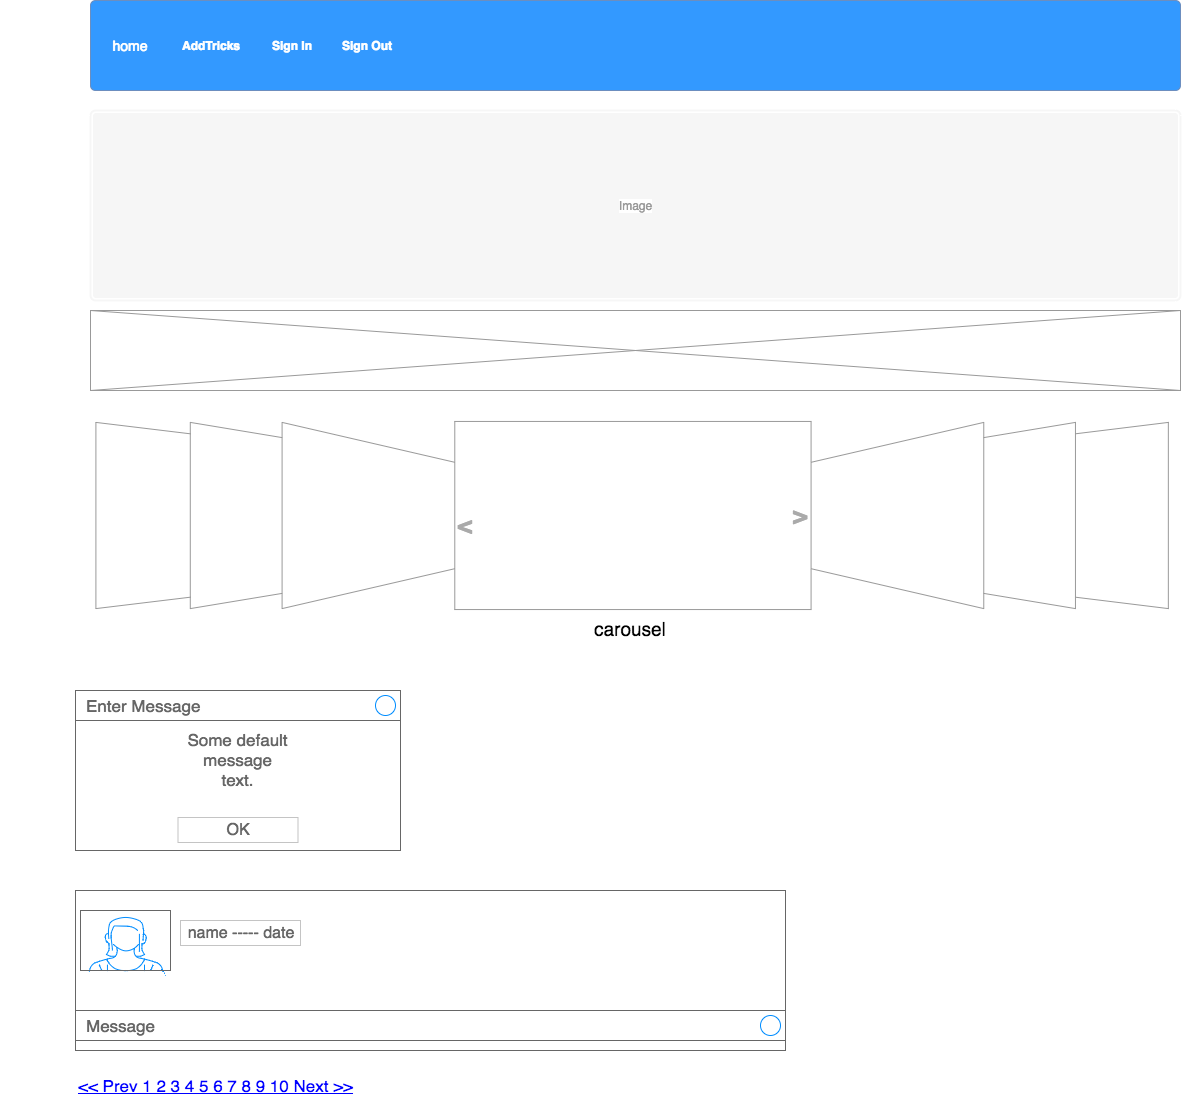 home AddTricks Sign in Sign Out
Image
<
>
carousel
Enter Message
Some default
message
text.
OK
name ----- date
Message
<< Prev 1 2 3 4 5 6 7 8 9 10 Next >>